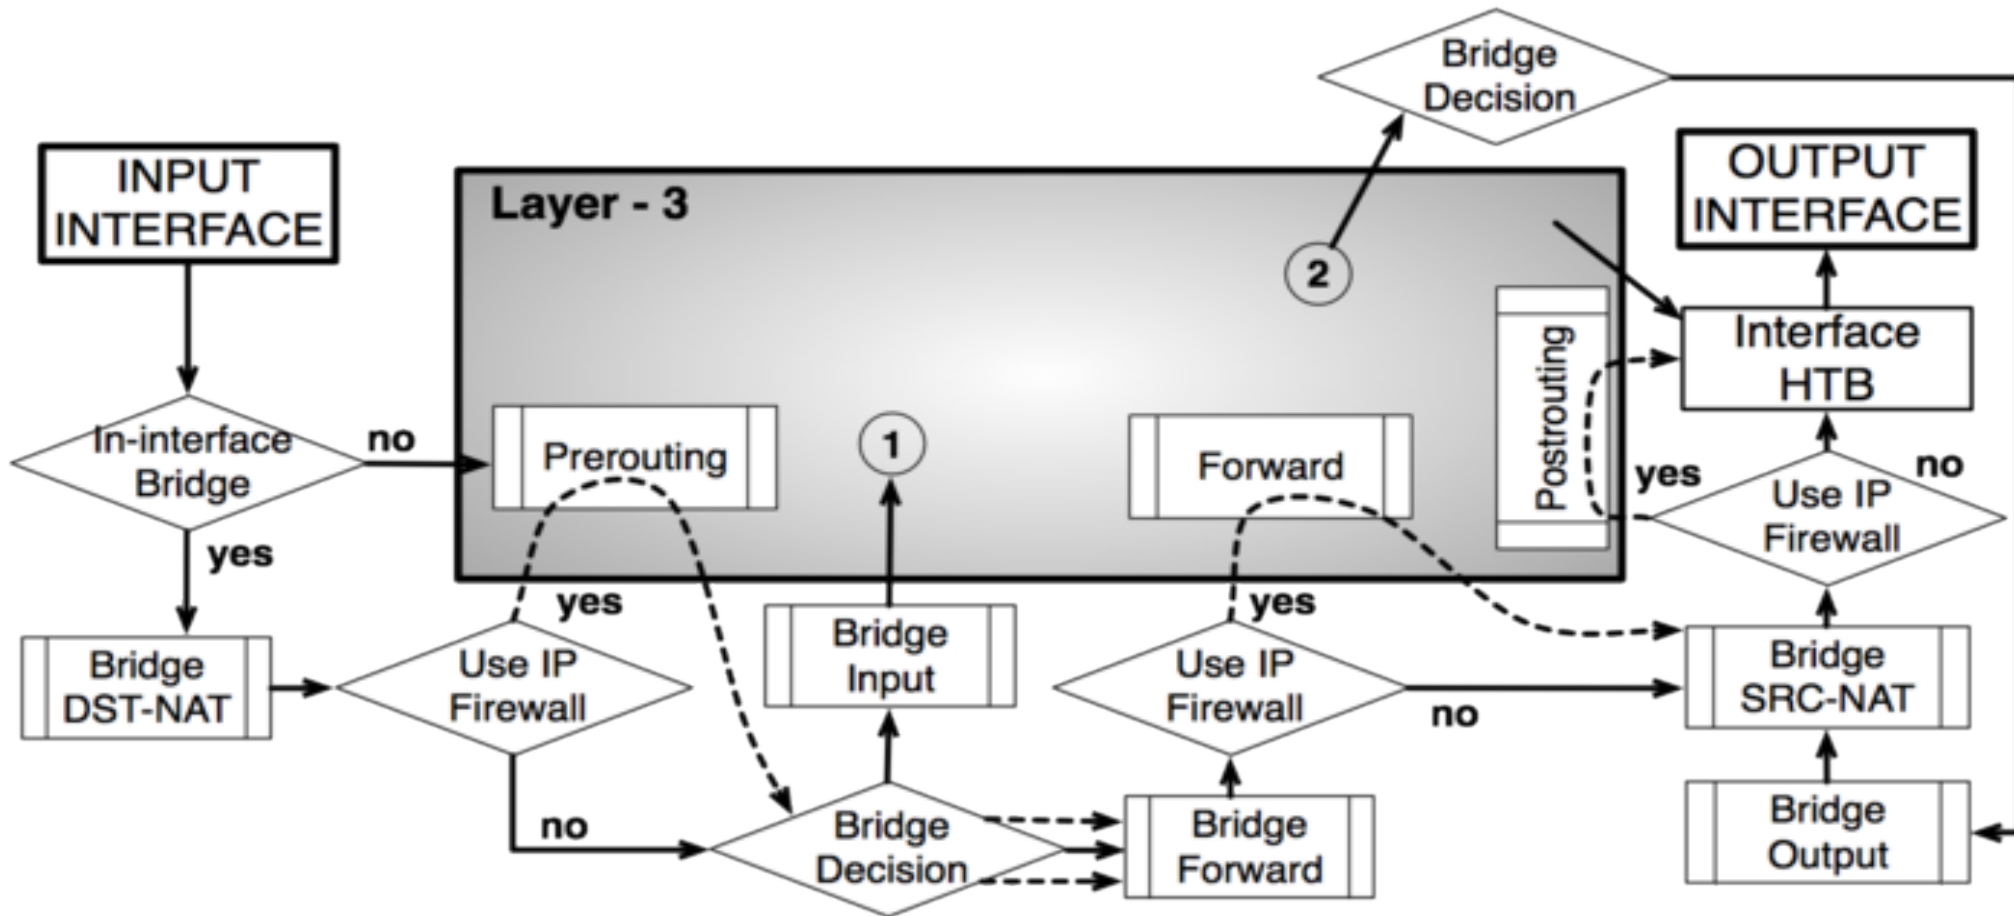 Bridge
Decision
INPUT
INTERFACE
Layer - 3
OUTPUT
INTERFACE
2
Interface
HTB
In-interface
Bridge
no
Prerouting
1
Forward
Postrouting
yes
no
Use IP
Firewall
yes
Bridge
DST-NAT
Use IP
Firewall
yes
Bridge
Input
Use IP
Firewall
yes
no
Bridge
SRC-NAT
no
Bridge
Decision
Bridge
Forward
Bridge
Output